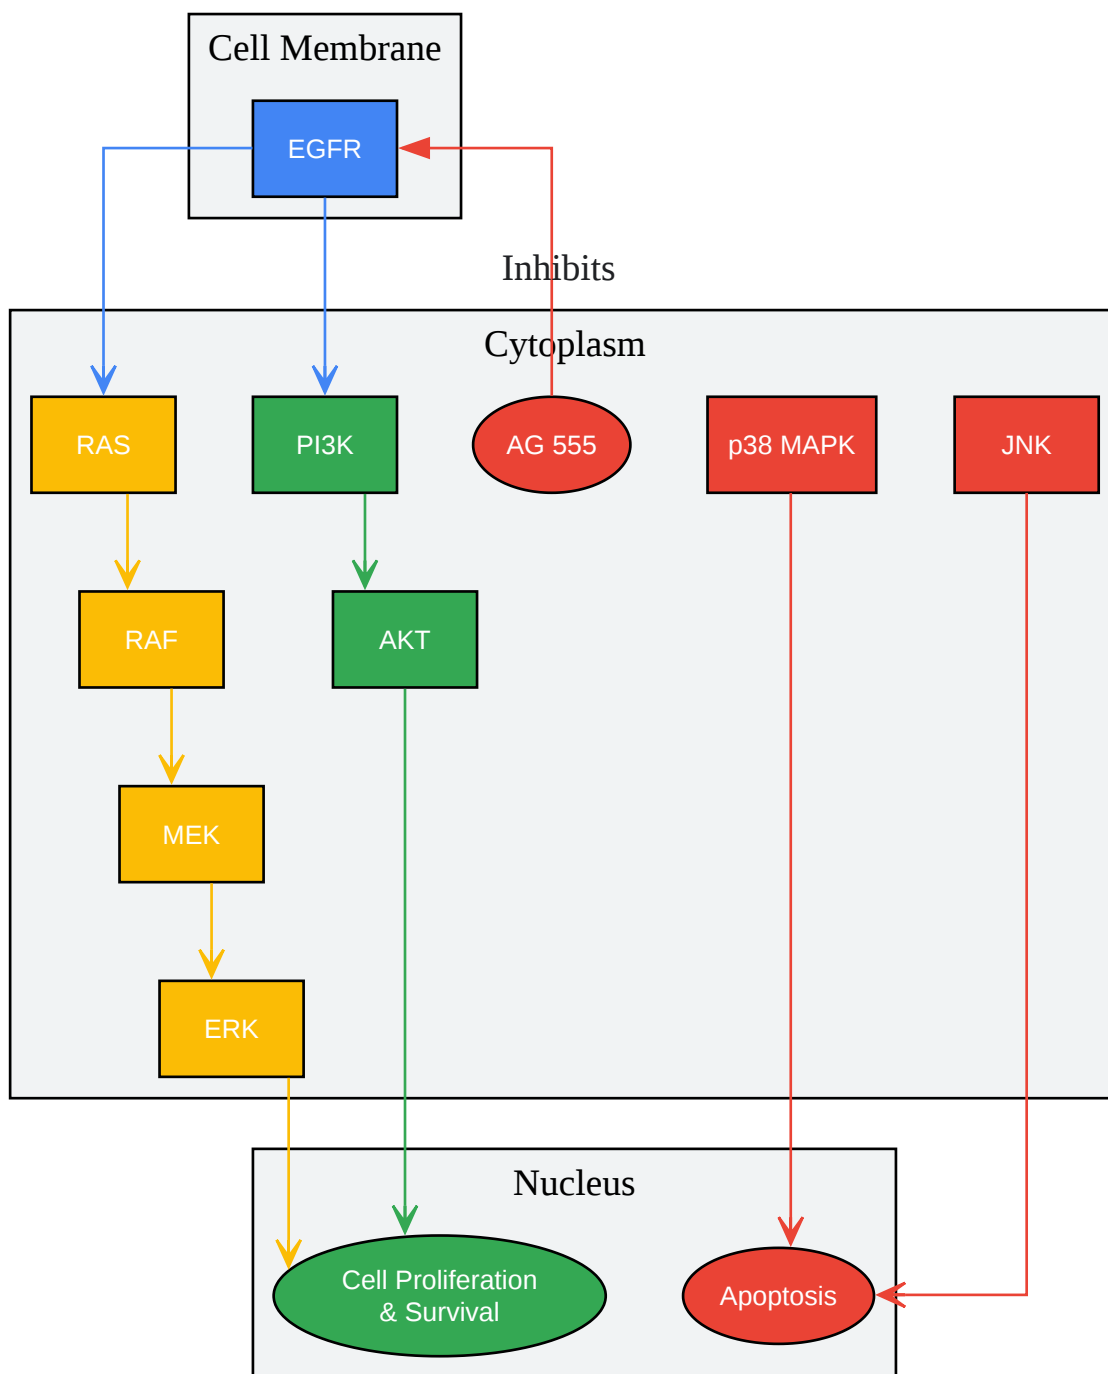 Cell Membrane
EGFR
Inhibits
Cytoplasm
RAS
PI3K
AG 555
p38 MAPK
JNK
RAF
AKT
MEK
ERK
Nucleus
Cell Proliferation
& Survival
Apoptosis